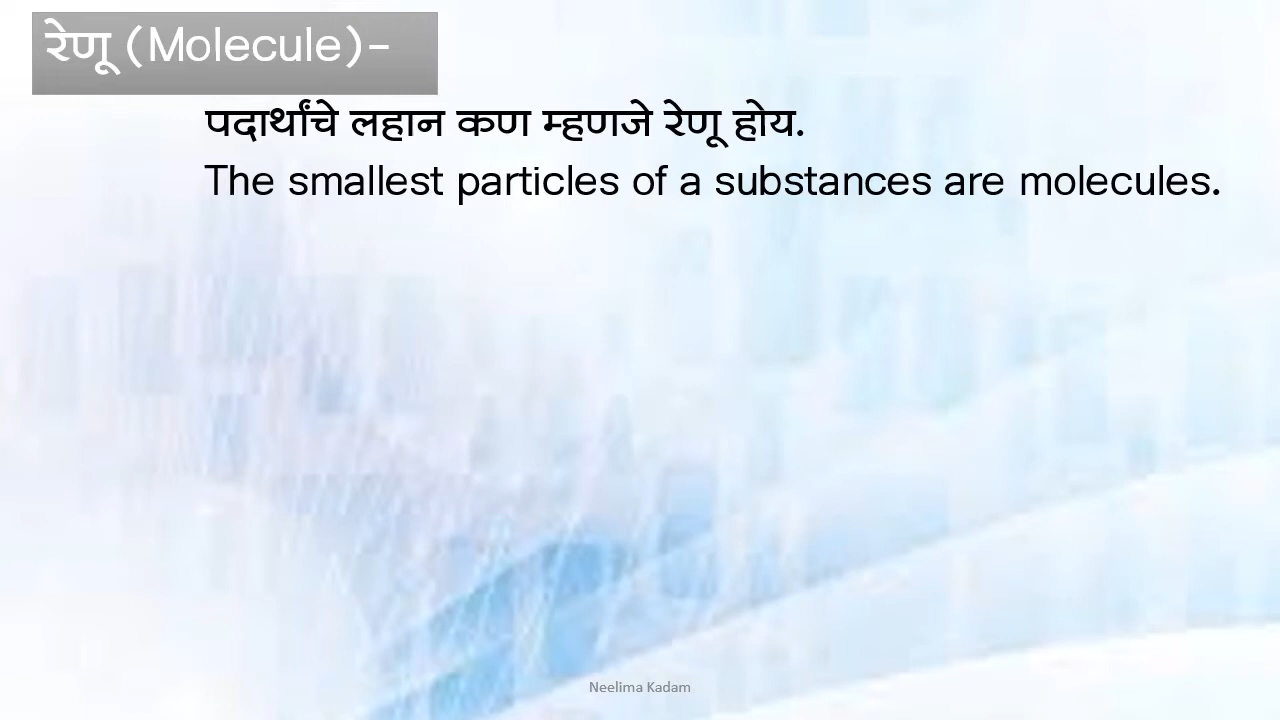 रेणू (Molecule)-
पदार्थांचे लहान कण म्हणजे रेणू होय.
The smallest particles of a substances are molecules.
Neelima Kadam